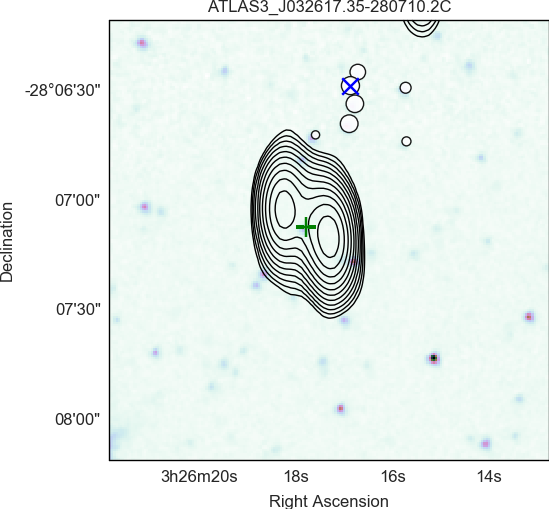 ATLAS3_J032617.35-280710.2C
-28°06'30"
07'00"
07'30"
08'00"
Declination
3h26m20s 18s 16s 14s
Right Ascension